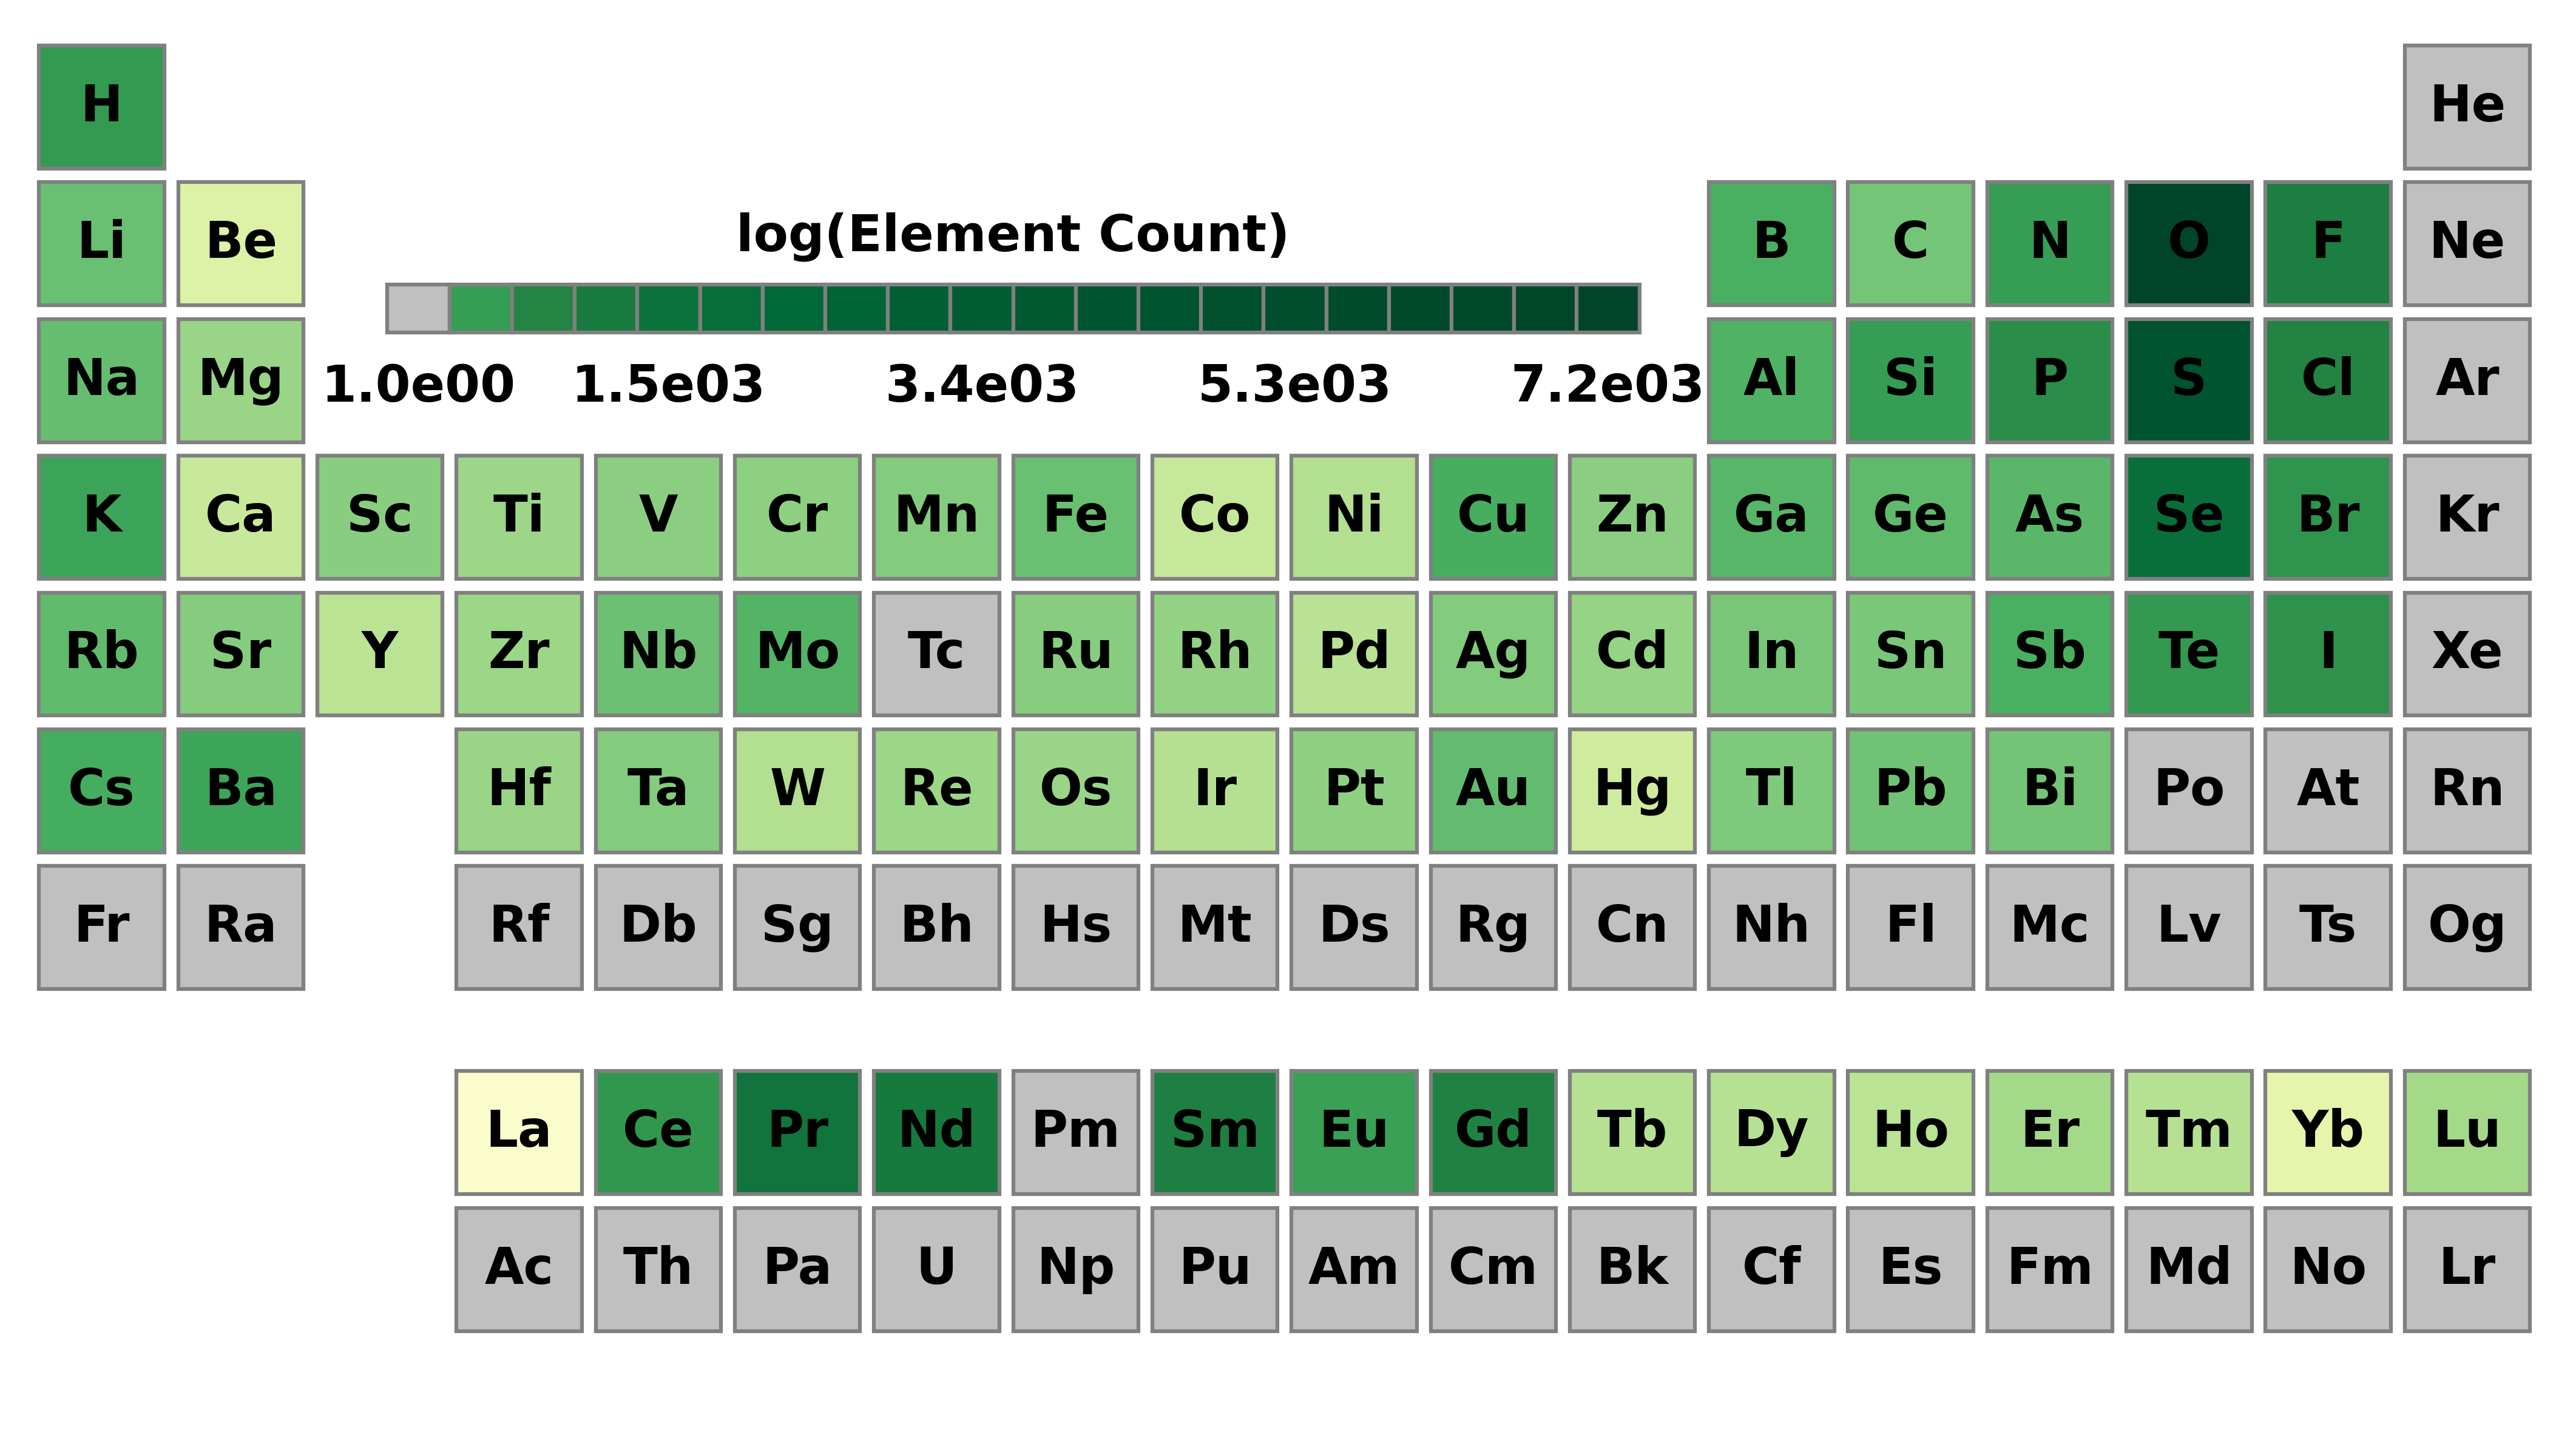 H He
Li Be log(Element Count) B C N O F Ne
Na Mg 1.0e00 1.5e03 3.4e03 5.3e03 7.2e03 Al Si P S Cl Ar
K Ca Sc Ti V Cr Mn Fe Co Ni Cu Zn Ga Ge As Se Br Kr
Rb Sr Y Zr Nb Mo Tc Ru Rh Pd Ag Cd In Sn Sb Te I Xe
Cs Ba Hf Ta W Re Os Ir Pt Au Hg Tl Pb Bi Po At Rn
Fr Ra Rf Db Sg Bh Hs Mt Ds Rg Cn Nh Fl Mc Lv Ts Og
La Ce Pr Nd Pm Sm Eu Gd Tb Dy Ho Er Tm Yb Lu
Ac Th Pa U Np Pu Am Cm Bk Cf Es Fm Md No Lr